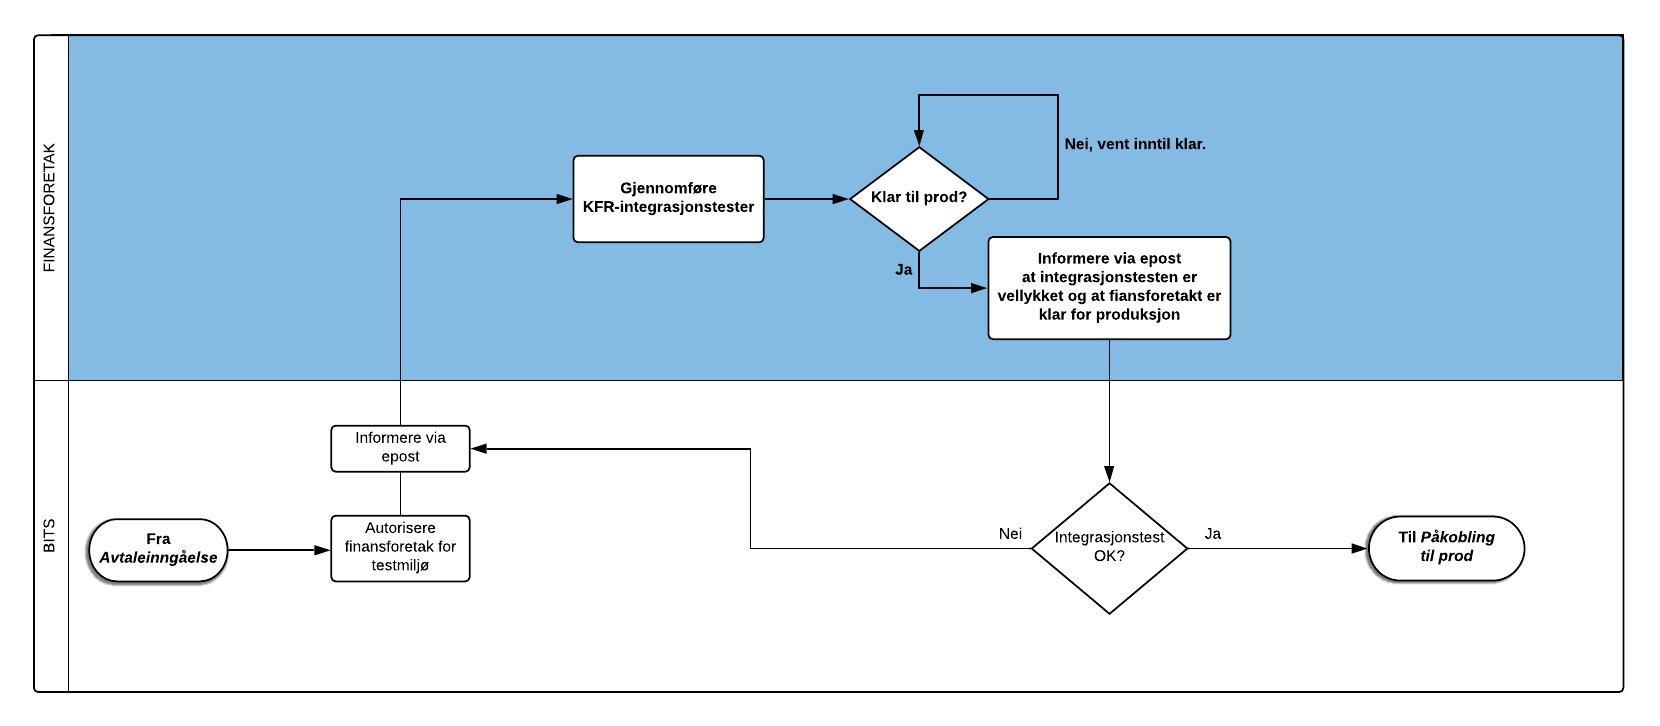 FINANSFORETAK
Gjennomføre
KFR-integrasjonstester
Klar til prod?
Nei, vent inntil klar.
Ja
Informere via epost
at integrasjonstesten er
vellykket og at fiansforetakt er
klar for produksjon
BITS
Informere via
epost
Fra
Avtaleinngåelse
Autorisere
finansforetak for
testmiljø
Nei
Integrasjonstest
OK?
Ja
Til Påkobling
til prod